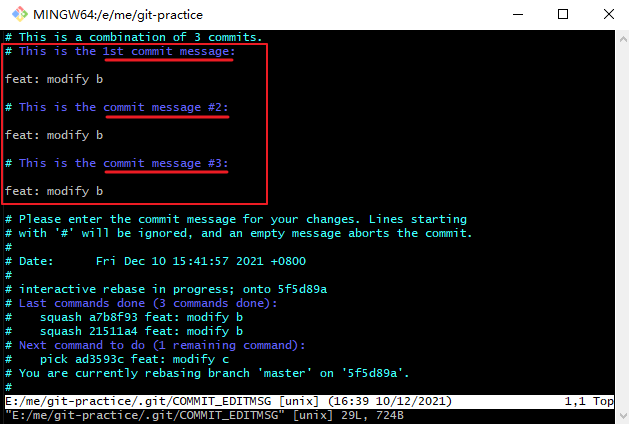 MINGW64:/e/me/git-practice
# This is a combination of 3 commits.
# This is the 1st commit message:
feat: modify b
# This is the commit message #2:
feat: modify b
# This is the commit message #3:
feat: modify b
# Please enter the commit message for your changes. Lines starting
# with '#' will be ignored, and an empty message aborts the commit.
#
# Date:      Fri Dec 10 15:41:57 2021 +0800
#
# interactive rebase in progress; onto 5f5d89a
# Last commands done (3 commands done):
#    squash a7b8f93 feat: modify b
#    squash 21511a4 feat: modify b
# Next command to do (1 remaining command):
#    pick ad3593c feat: modify c
# You are currently rebasing branch 'master' on '5f5d89a'.
#
E:/me/git-practice/.git/COMMIT_EDITMSG [unix] (16:39 10/12/2021) 1,1 Top
"E:/me/git-practice/.git/COMMIT_EDITMSG" [unix] 29L, 724B